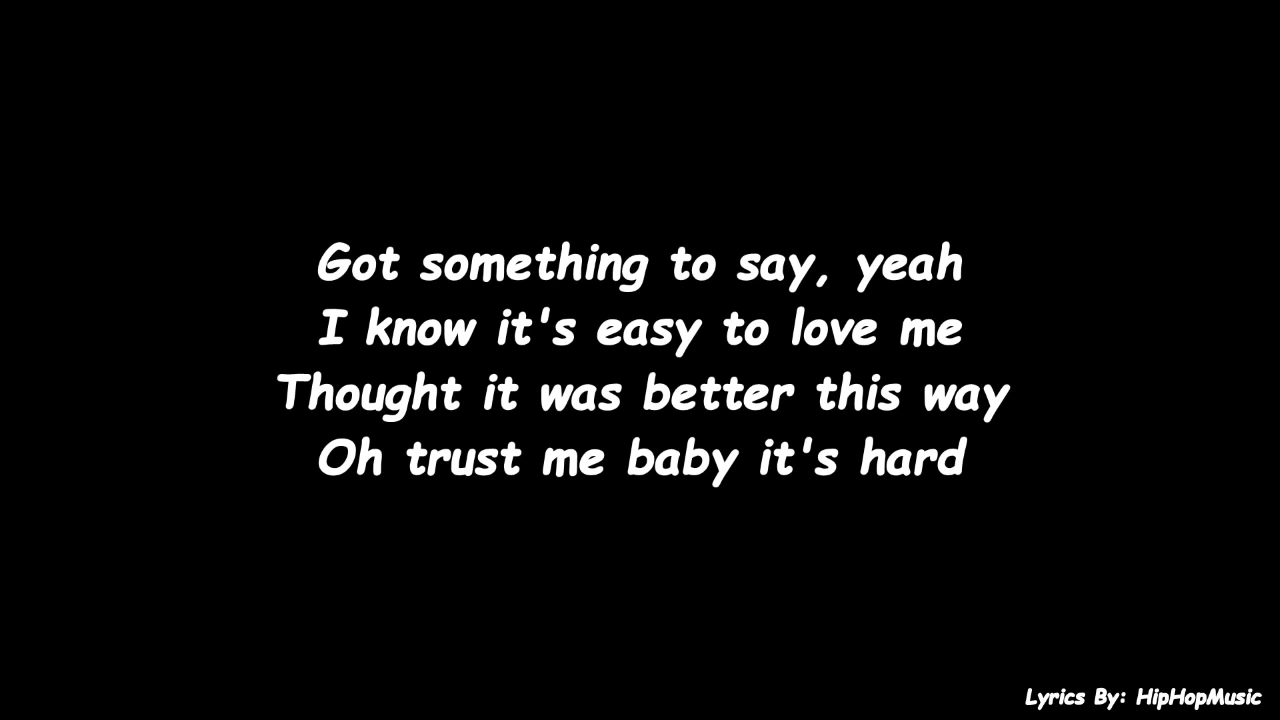 Got something to say, yeah
I know it's easy to love me
Thought it was better this way
Oh trust me baby it's hard
Lyrics By: HipHopMusic